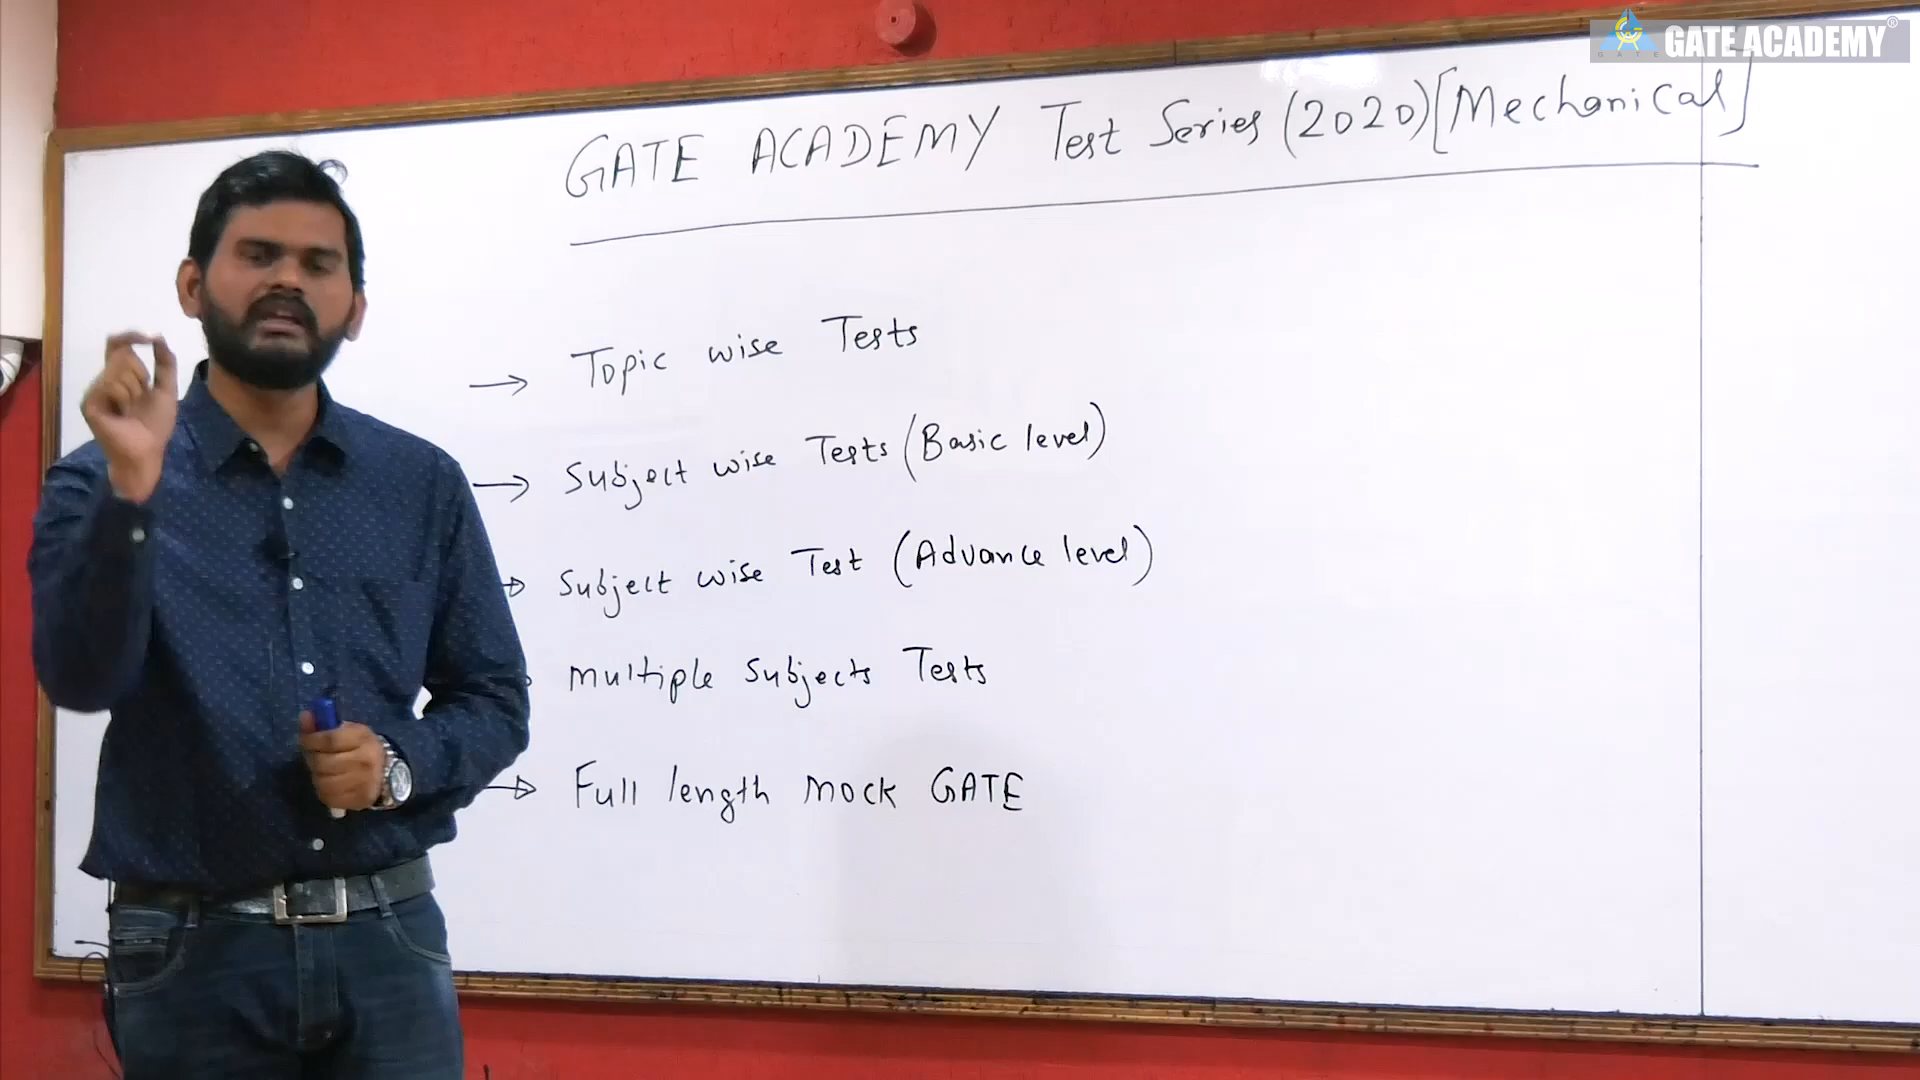 GATE ACADEMY®
GATE ACADEMY Test Series (2020) [Mechanical]
→ Topic wise Tests
→ Subject wise Tests (Basic level)
→ Subject wise Test (Advance level)
Multiple Subjects Tests
→ Full length Mock GATE